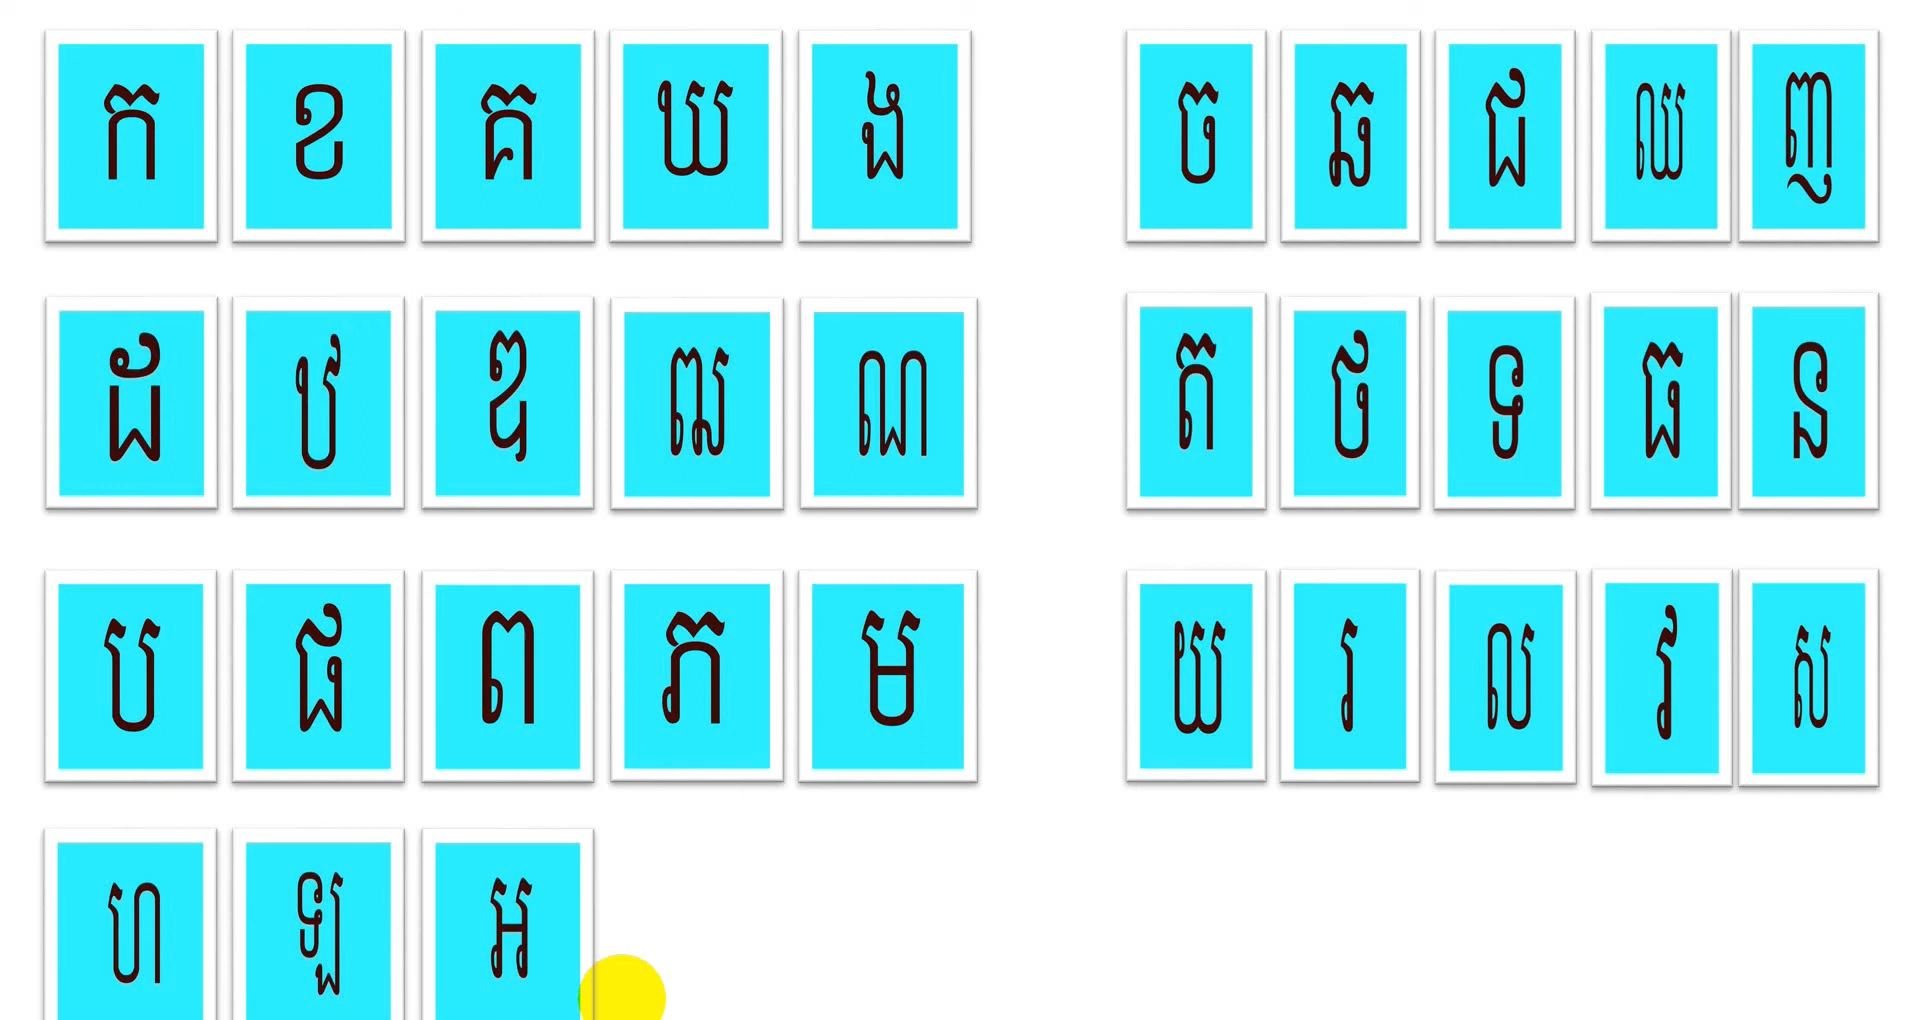 ក ខ គ ឃ ង ច ឆ ជ ឈ ញ
ដ ឋ ឌ ឍ ណ ត ថ ទ ធ ន
ប ផ ព ភ ម យ រ ល វ ស
ហ ឡ អ